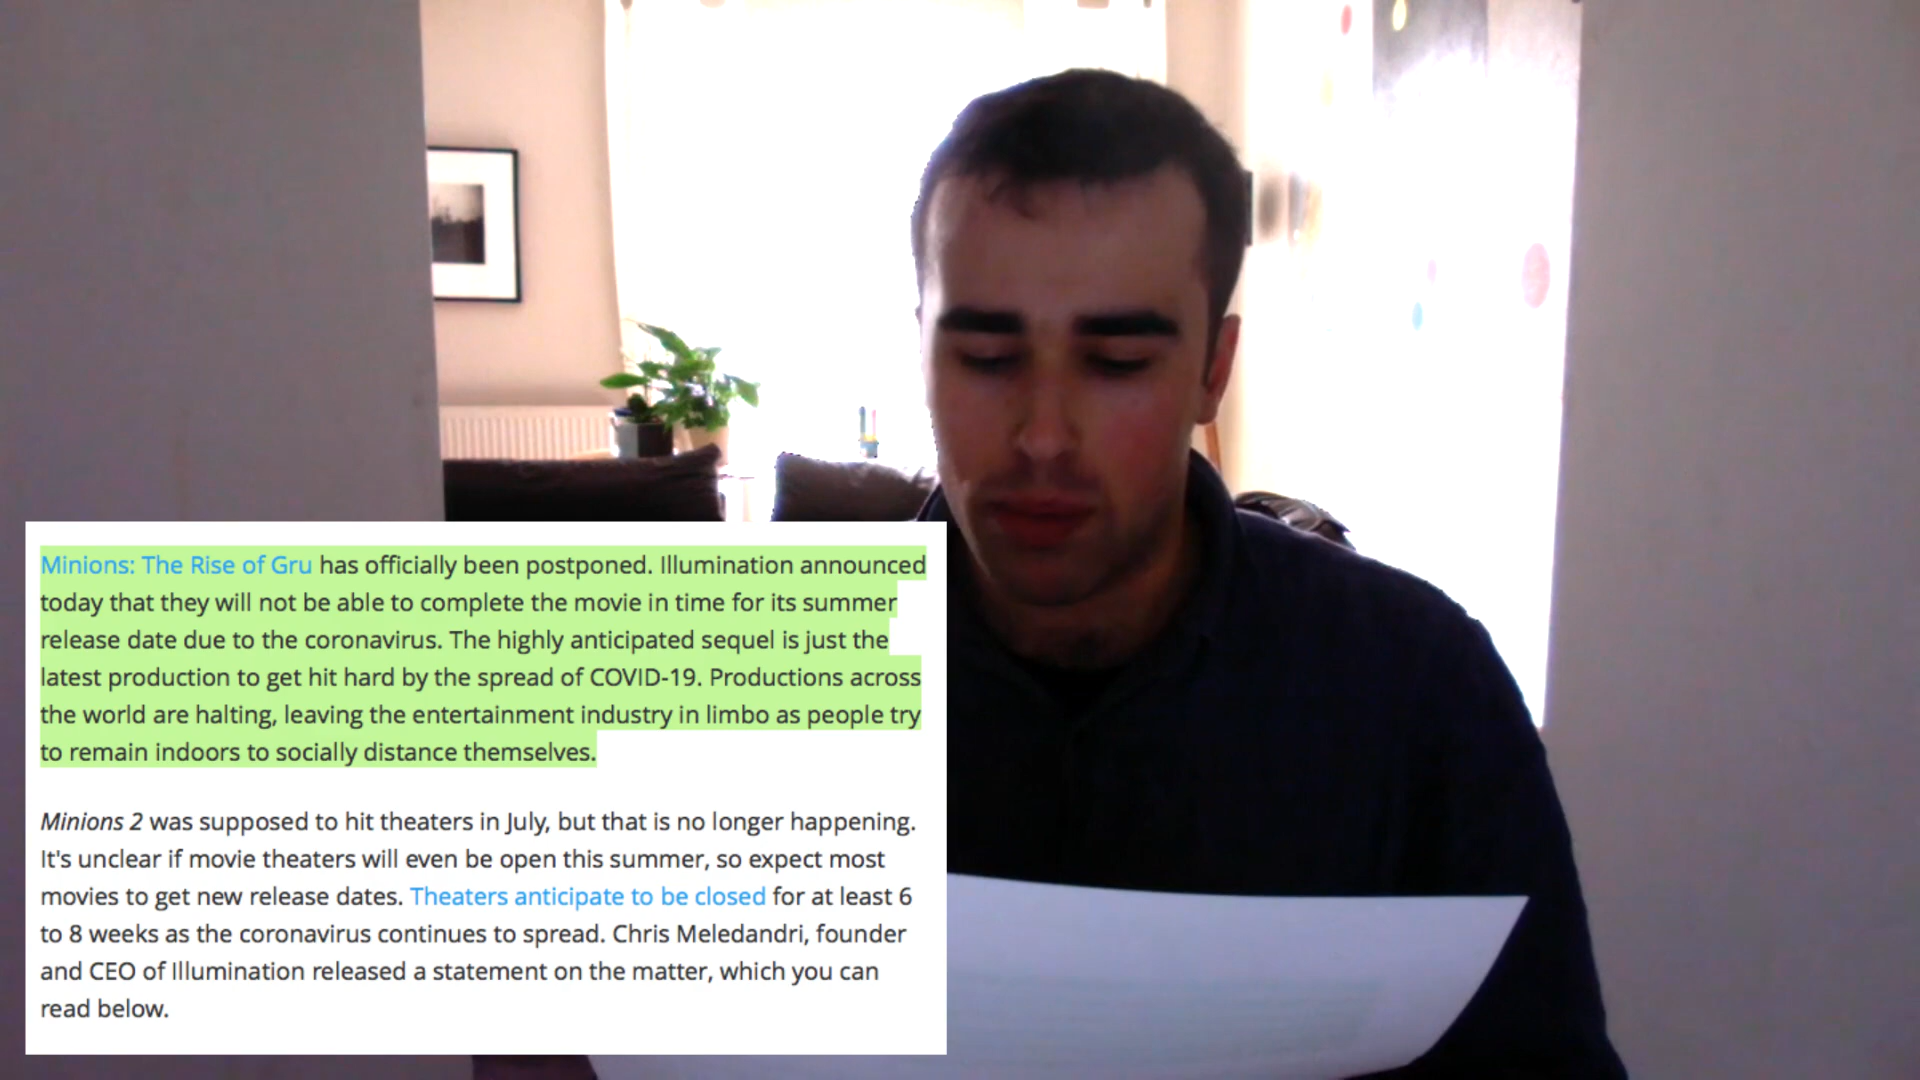 Minions: The Rise of Gru has officially been postponed. Illumination announced
today that they will not be able to complete the movie in time for its summer
release date due to the coronavirus. The highly anticipated sequel is just the
latest production to get hit hard by the spread of COVID-19. Productions across
the world are halting, leaving the entertainment industry in limbo as people try
to remain indoors to socially distance themselves.
Minions 2 was supposed to hit theaters in July, but that is no longer happening.
It's unclear if movie theaters will even be open this summer, so expect most
movies to get new release dates. Theaters anticipate to be closed for at least 6
to 8 weeks as the coronavirus continues to spread. Chris Meledandri, founder
and CEO of Illumination released a statement on the matter, which you can
read below.